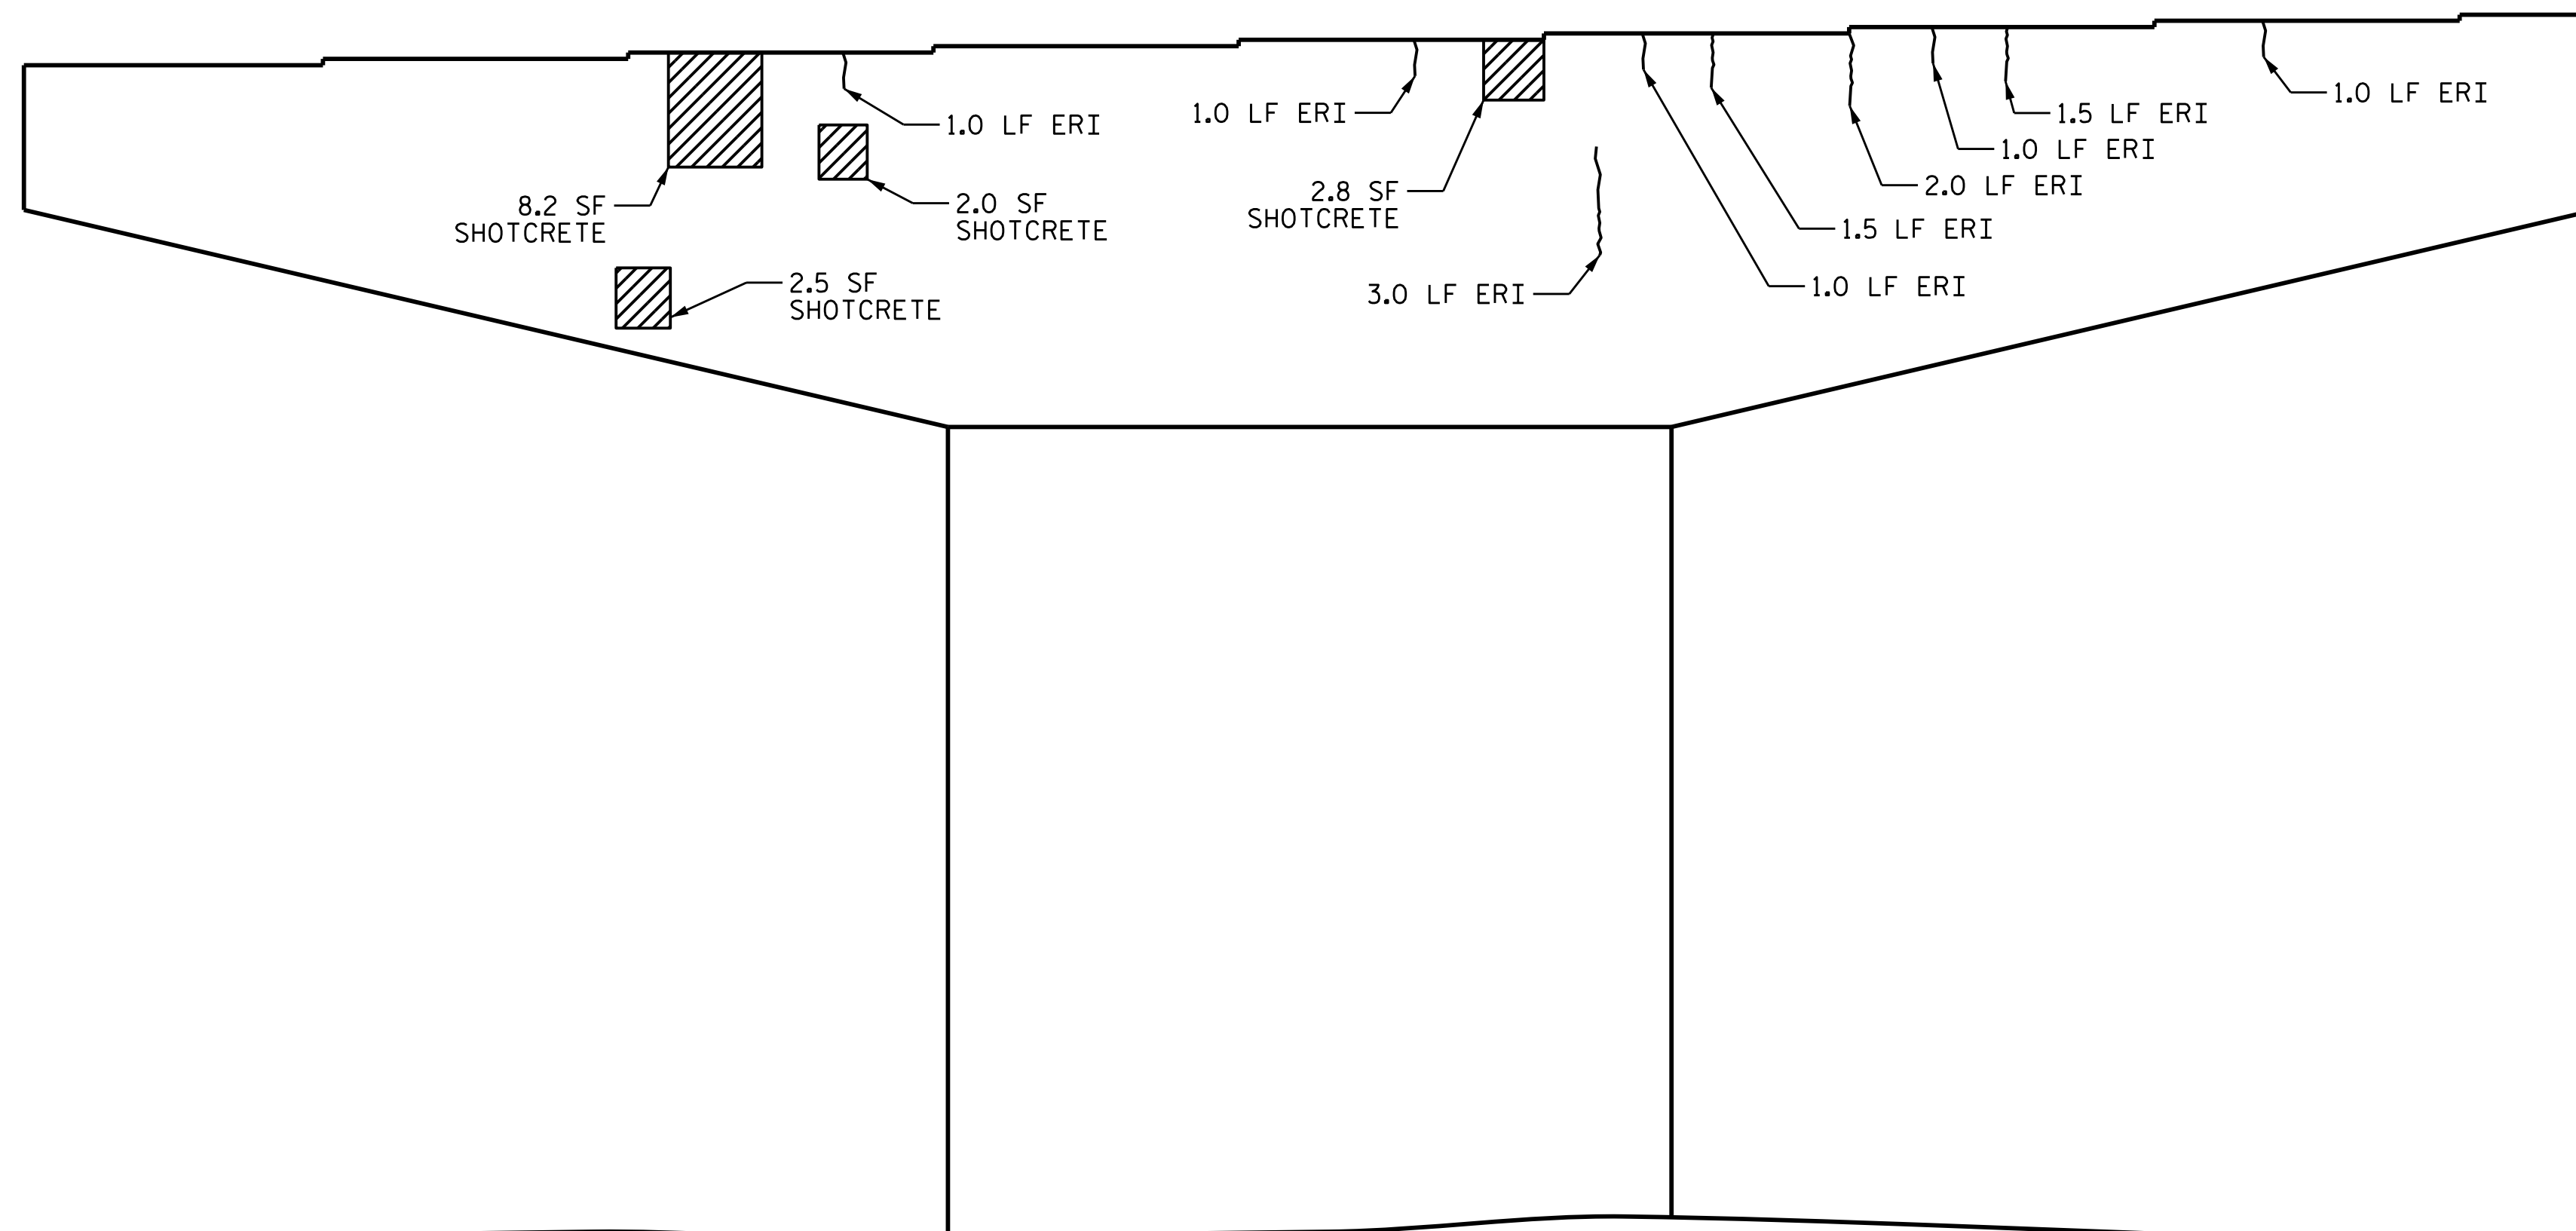 1.0 LF ERI
1.0 LF ERI
1.0 LF ERI
1.5 LF ERI
1.0 LF ERI
2.0 LF ERI
8.2 SF
SHOTCRETE
2.0 SF
SHOTCRETE
2.8 SF
SHOTCRETE
1.5 LF ERI
2.5 SF
SHOTCRETE
3.0 LF ERI
1.0 LF ERI